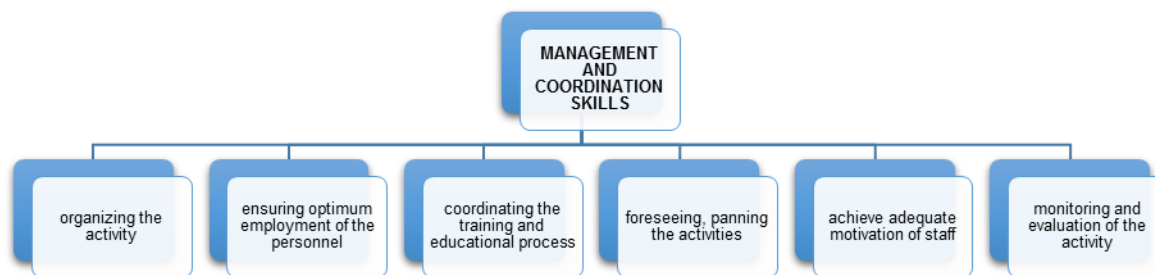 MANAGEMENT
AND
COORDINATION
SKILLS
organizing the
activity
ensuring optimum
employment of the
personnel
coordinating the
training and
educational process
foreseeing, panning
the activities
achieve adequate
motivation of staff
monitoring and
evaluation of the
activity